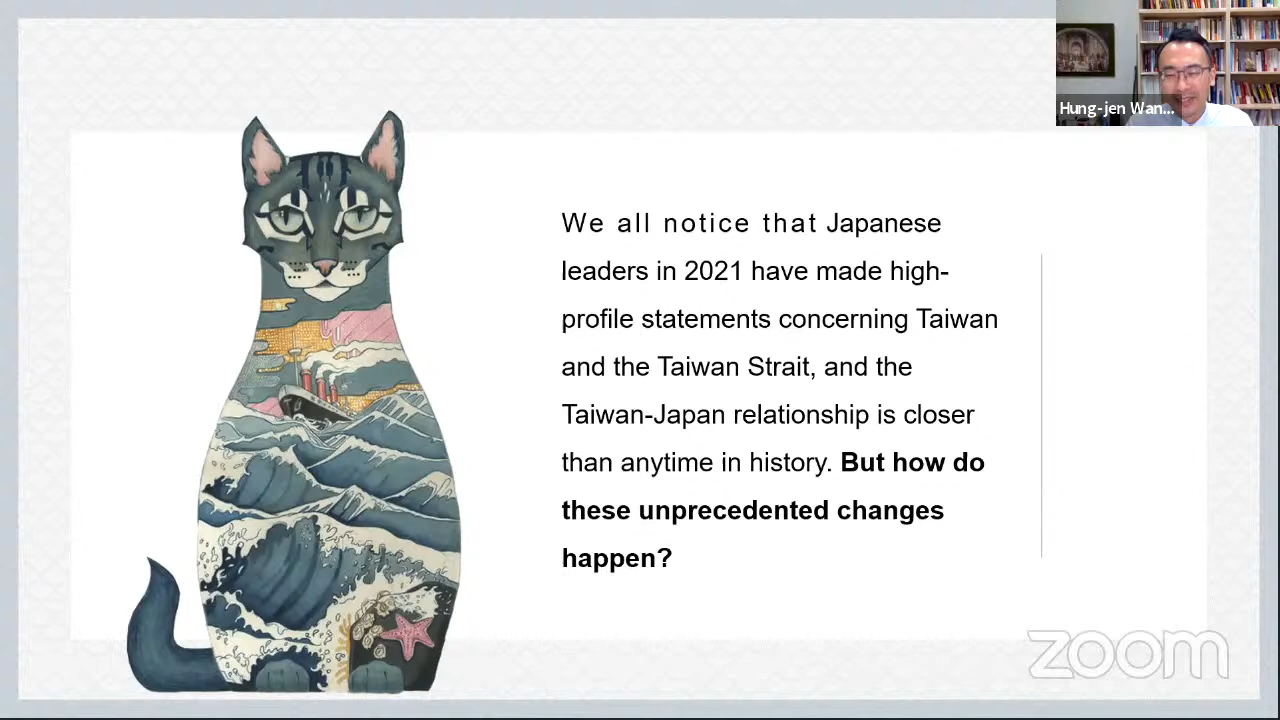 Hung-jen Wan...
We all notice that Japanese
leaders in 2021 have made high-
profile statements concerning Taiwan
and the Taiwan Strait, and the
Taiwan-Japan relationship is closer
than anytime in history. But how do
these unprecedented changes
happen?
zoom